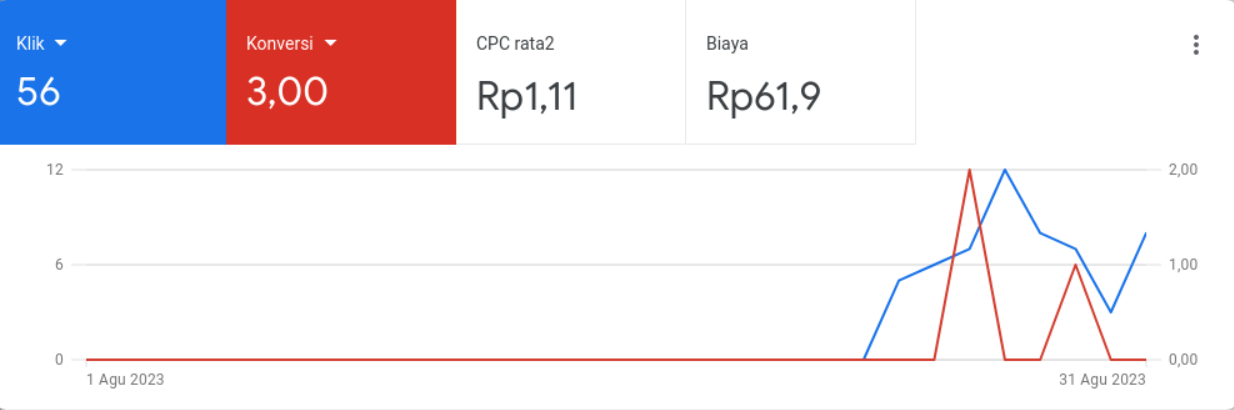 Klik
56
Konversi
3,00
CPC rata2
Rp1,11
Biaya
Rp61,9
12
6
0
2,00
1,00
0,00
1 Agu 2023
31 Agu 2023